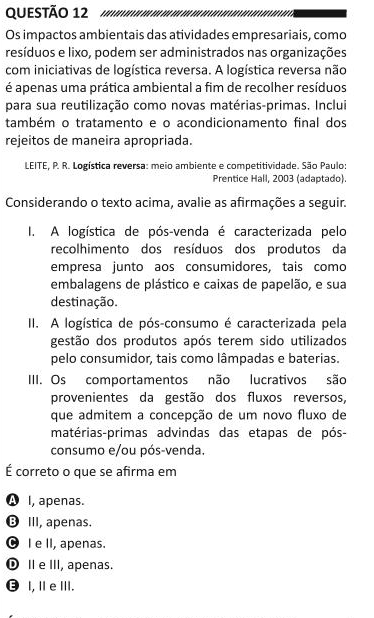 QUESTÃO 12
Os impactos ambientais das atividades empresariais, como
resíduos e lixo, podem ser administrados nas organizações
com iniciativas de logística reversa. A logística reversa não
é apenas uma prática ambiental a fim de recolher resíduos
para sua reutilização como novas matérias-primas. Inclui
também o tratamento e o acondicionamento final dos
rejeitos de maneira apropriada.
LEITE, P. R. Logística reversa: meio ambiente e competitividade. São Paulo:
Prentice Hall, 2003 (adaptado).
Considerando o texto acima, avalie as afirmações a seguir.
I. A logística de pós-venda é caracterizada pelo
recolhimento dos resíduos dos produtos da
empresa junto aos consumidores, tais como
embalagens de plástico e caixas de papelão, e sua
destinação.
II. A logística de pós-consumo é caracterizada pela
gestão dos produtos após terem sido utilizados
pelo consumidor, tais como lâmpadas e baterias.
III. Os comportamentos não lucrativos são
provenientes da gestão dos fluxos reversos,
que admitem a concepção de um novo fluxo de
matérias-primas advindas das etapas de pós-
consumo e/ou pós-venda.
É correto o que se afirma em
A I, apenas.
B III, apenas.
C I e II, apenas.
D II e III, apenas.
E I, II e III.